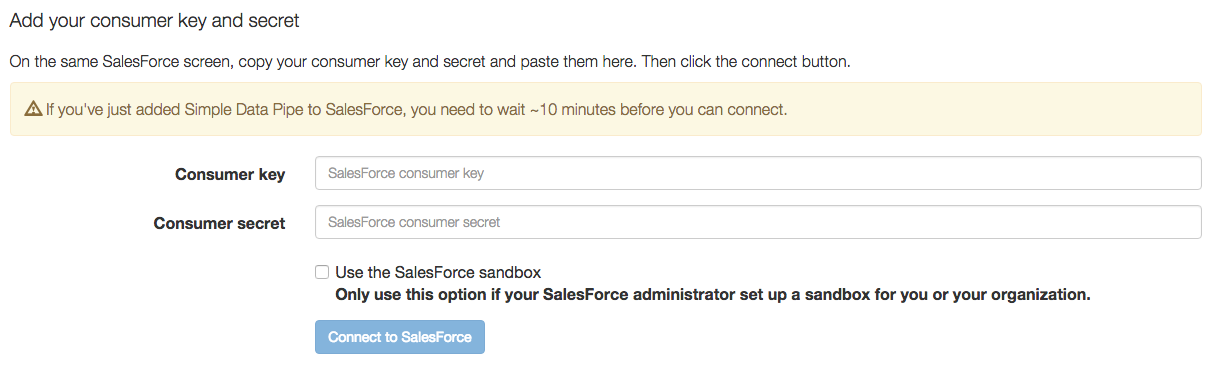 Add your consumer key and secret
On the same SalesForce screen, copy your consumer key and secret and paste them here. Then click the connect button.
If you've just added Simple Data Pipe to SalesForce, you need to wait ~10 minutes before you can connect.
Consumer key SalesForce consumer key
Consumer secret SalesForce consumer secret
Use the SalesForce sandbox
Only use this option if your SalesForce administrator set up a sandbox for you or your organization.
Connect to SalesForce